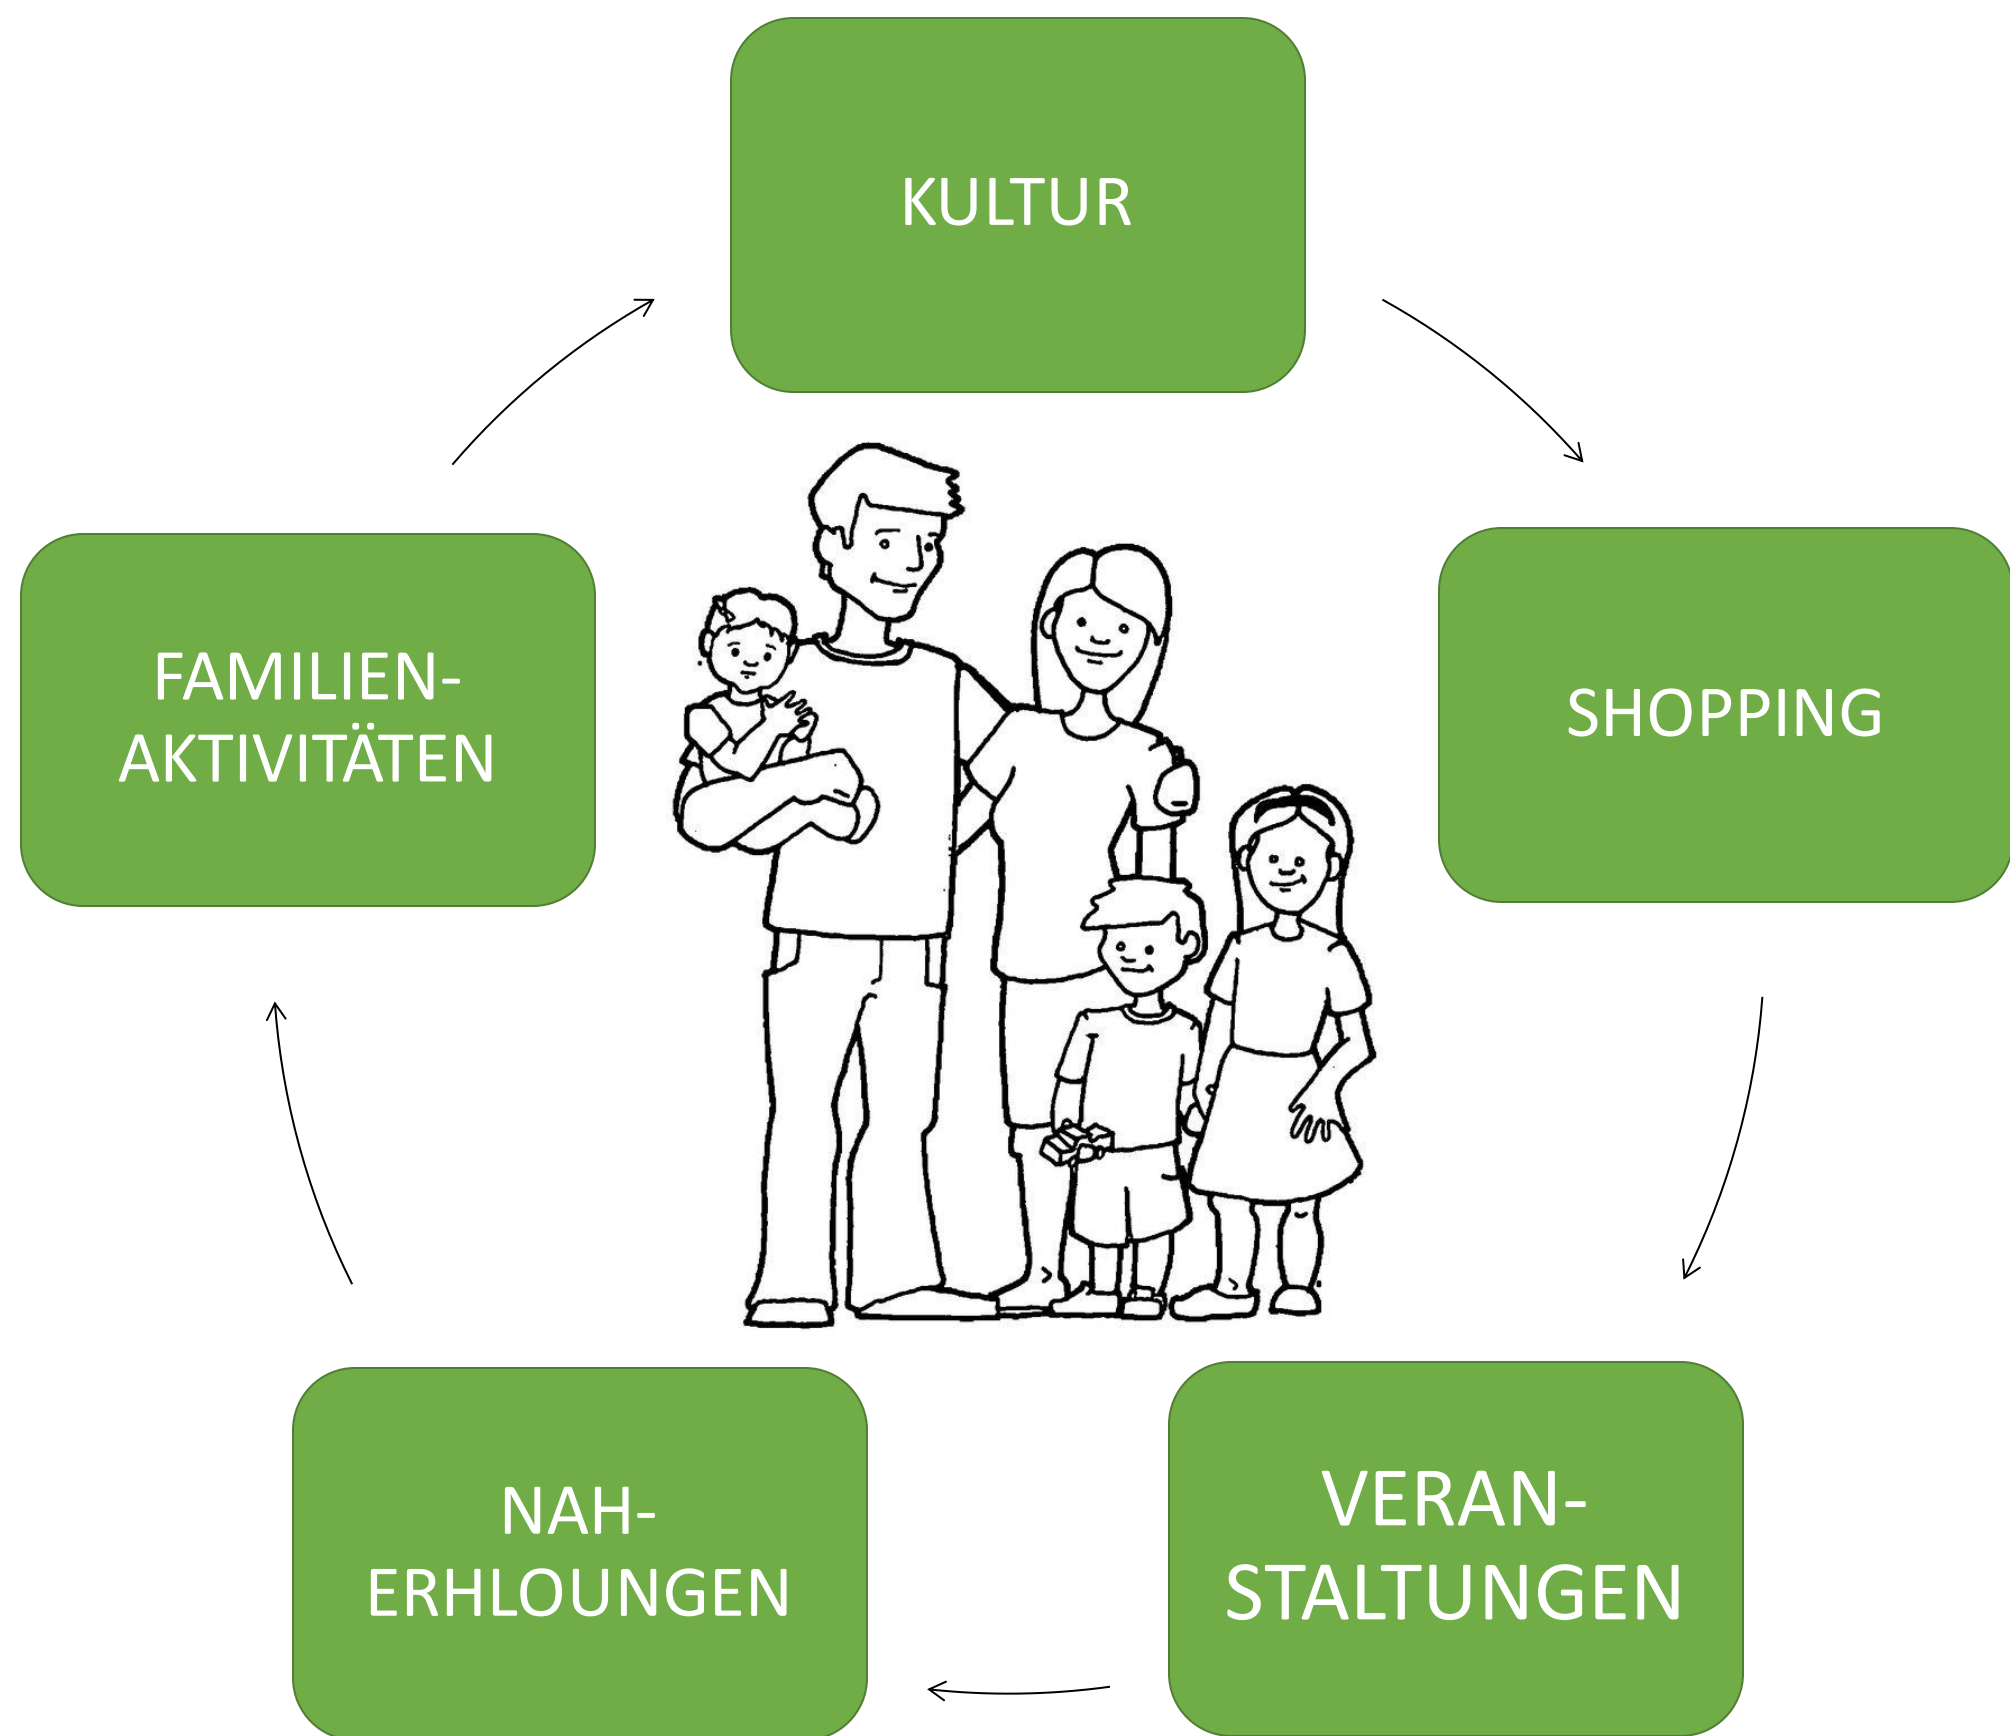 KULTUR
FAMILIEN-
AKTIVITÄTEN
SHOPPING
NAH-
ERHLOUNGEN
VERAN-
STALTUNGEN